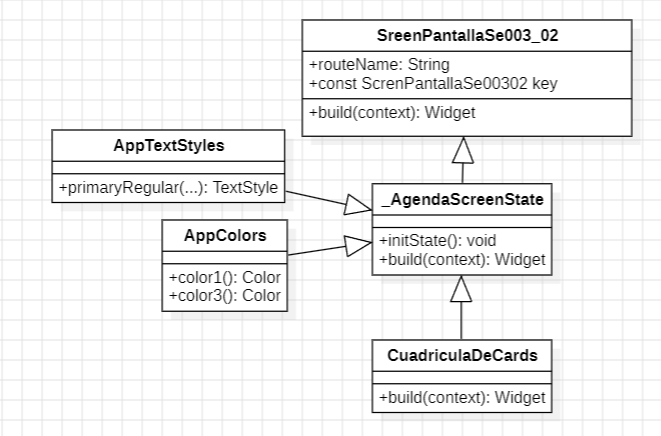 SreenPantallaSe003_02
+routeName: String
+const ScrenPantallaSe00302 key
+build(context): Widget
AppTextStyles
+primaryRegular(...): TextStyle
_AgendaScreenState
+initState(): void
+build(context): Widget
AppColors
+color1(): Color
+color3(): Color
CuadriculaDeCards
+build(context): Widget